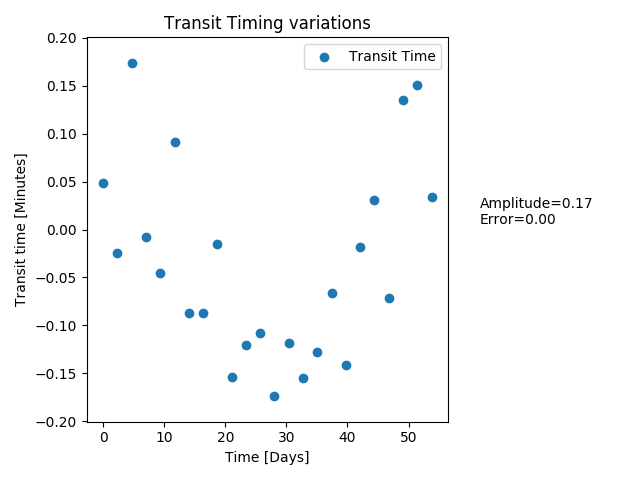 Transit Timing variations
Transit Time
0.20
0.15
0.10
0.05
0.00
−0.05
−0.10
−0.15
−0.20
Transit time [Minutes]
Amplitude=0.17
Error=0.00
0 10 20 30 40 50
Time [Days]